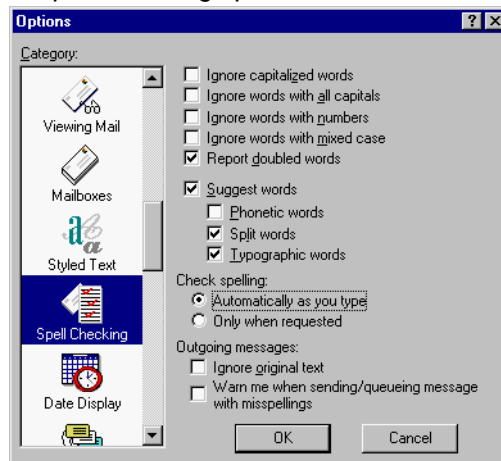 Options
Category:
Viewing Mail
Mailboxes
Styled Text
Spell Checking
Date Display
Ignore capitalized words
Ignore words with all capitals
Ignore words with numbers
Ignore words with mixed case
Report doubled words
Suggest words
Phonetic words
Split words
Typographic words
Check spelling:
Automatically as you type
Only when requested
Outgoing messages:
Ignore original text
Warn me when sending/queueing message
with misspellings
OK
Cancel